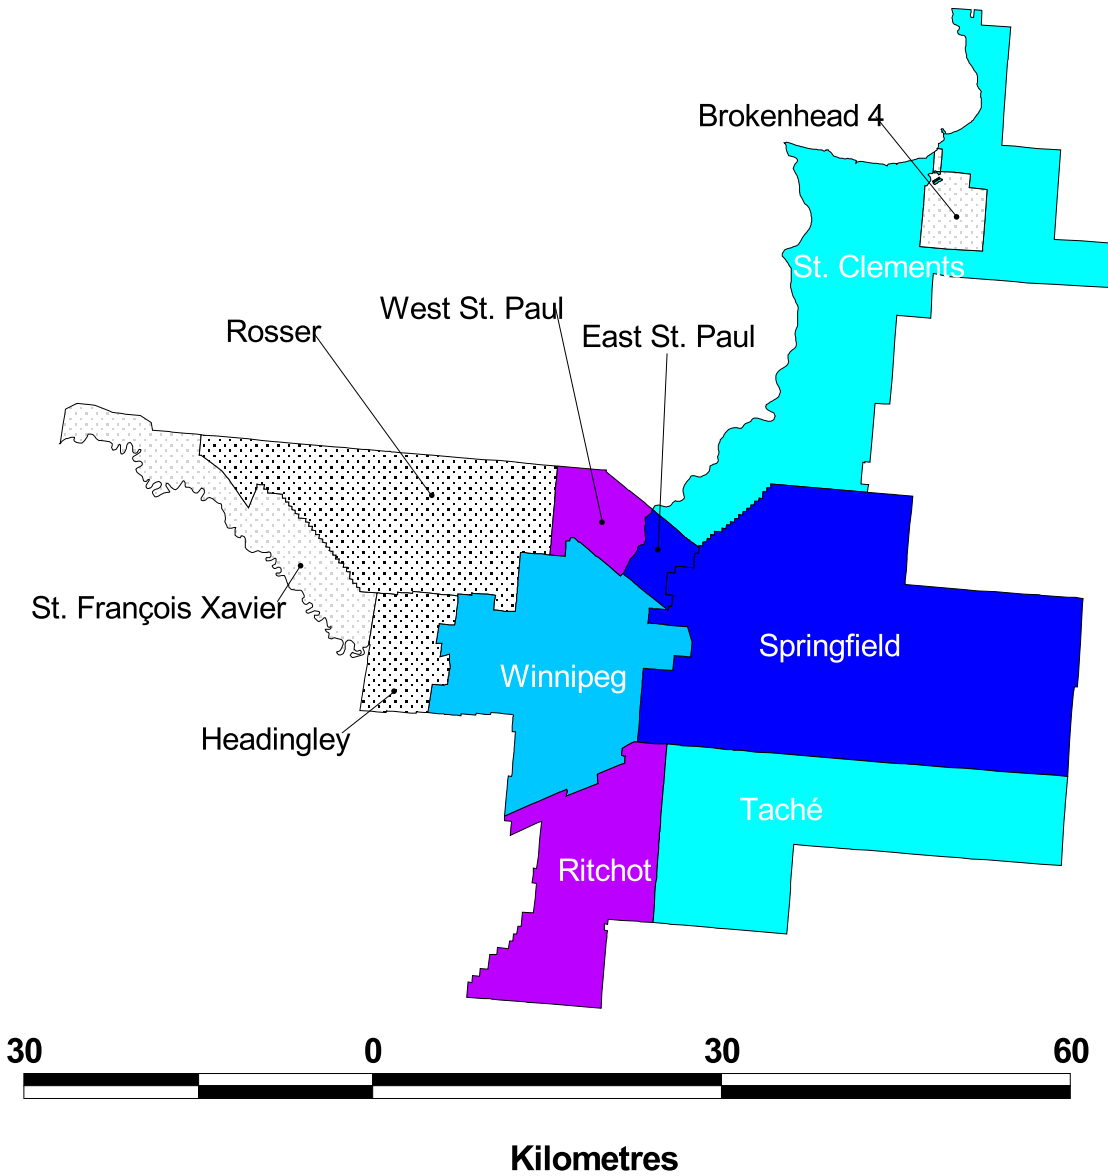 Brokenhead 4
St. Clements
West St. Paul
Rosser
East St. Paul
St. François Xavier
Springfield
Winnipeg
Headingley
Taché
Ritchot
30 0 30 60
Kilometres